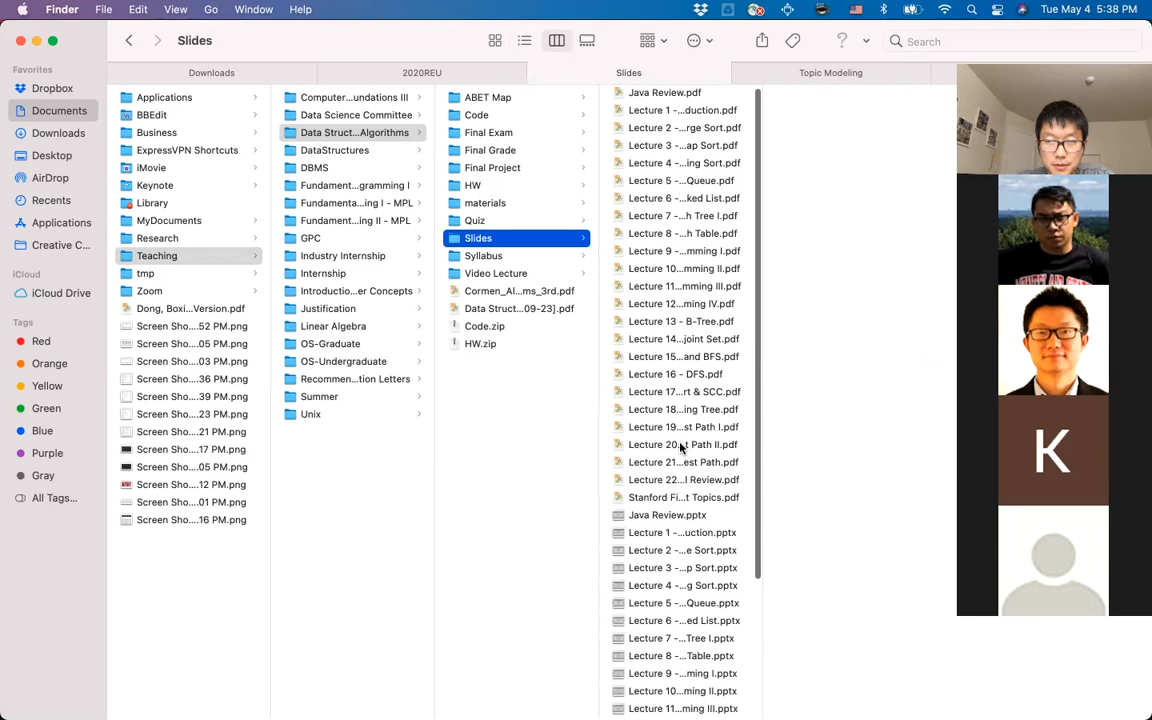 Finder File Edit View Go Window Help Tue May 4 5:38 PM
Slides Search
Downloads 2020REU Slides Topic Modeling
Favorites
Dropbox
Documents
Downloads
Desktop
AirDrop
Recents
Applications
Creative C...
iCloud
iCloud Drive
Tags
Red
Orange
Yellow
Green
Blue
Purple
Gray
All Tags...
Applications
BBEdit
Business
ExpressVPN Shortcuts
iMovie
Keynote
Library
MyDocuments
Research
Teaching
tmp
Zoom
Dong, Boxi...Version.pdf
Screen Sho....52 PM.png
Screen Sho....05 PM.png
Screen Sho....03 PM.png
Screen Sho....36 PM.png
Screen Sho....39 PM.png
Screen Sho....23 PM.png
Screen Sho....21 PM.png
Screen Sho....17 PM.png
Screen Sho....05 PM.png
Screen Sho....12 PM.png
Screen Sho....01 PM.png
Screen Sho....16 PM.png
Computer...undations III
Data Science Committee
Data Struct...Algorithms
DataStructures
DBMS
Fundament...gramming I
Fundamenta...ing I - MPL
Fundament...ing II - MPL
GPC
Industry Internship
Internship
Introductio...er Concepts
Justification
Linear Algebra
OS-Graduate
OS-Undergraduate
Recommen...tion Letters
Summer
Unix
ABET Map
Code
Final Exam
Final Grade
Final Project
HW
materials
Quiz
Slides
Syllabus
Video Lecture
Cormen_Al...ms_3rd.pdf
Data Struct...09-23].pdf
Code.zip
HW.zip
Java Review.pdf
Lecture 1 -...duction.pdf
Lecture 2 -...rge Sort.pdf
Lecture 3 -...ap Sort.pdf
Lecture 4 -...ing Sort.pdf
Lecture 5 -...Queue.pdf
Lecture 6 -...ked List.pdf
Lecture 7 -...h Tree I.pdf
Lecture 8 -...h Table.pdf
Lecture 9 -...mming I.pdf
Lecture 10...mming II.pdf
Lecture 11...mming III.pdf
Lecture 12...ming IV.pdf
Lecture 13 - B-Tree.pdf
Lecture 14...joint Set.pdf
Lecture 15...and BFS.pdf
Lecture 16 - DFS.pdf
Lecture 17...rt & SCC.pdf
Lecture 18...ing Tree.pdf
Lecture 19...st Path I.pdf
Lecture 20...t Path II.pdf
Lecture 21...est Path.pdf
Lecture 22...l Review.pdf
Stanford Fi...t Topics.pdf
Java Review.pptx
Lecture 1 -...uction.pptx
Lecture 2 -...e Sort.pptx
Lecture 3 -...p Sort.pptx
Lecture 4 -...g Sort.pptx
Lecture 5 -...Queue.pptx
Lecture 6 -...ed List.pptx
Lecture 7 -...Tree I.pptx
Lecture 8 -...Table.pptx
Lecture 9 -...ming I.pptx
Lecture 10...ming II.pptx
Lecture 11...ming III.pptx
K